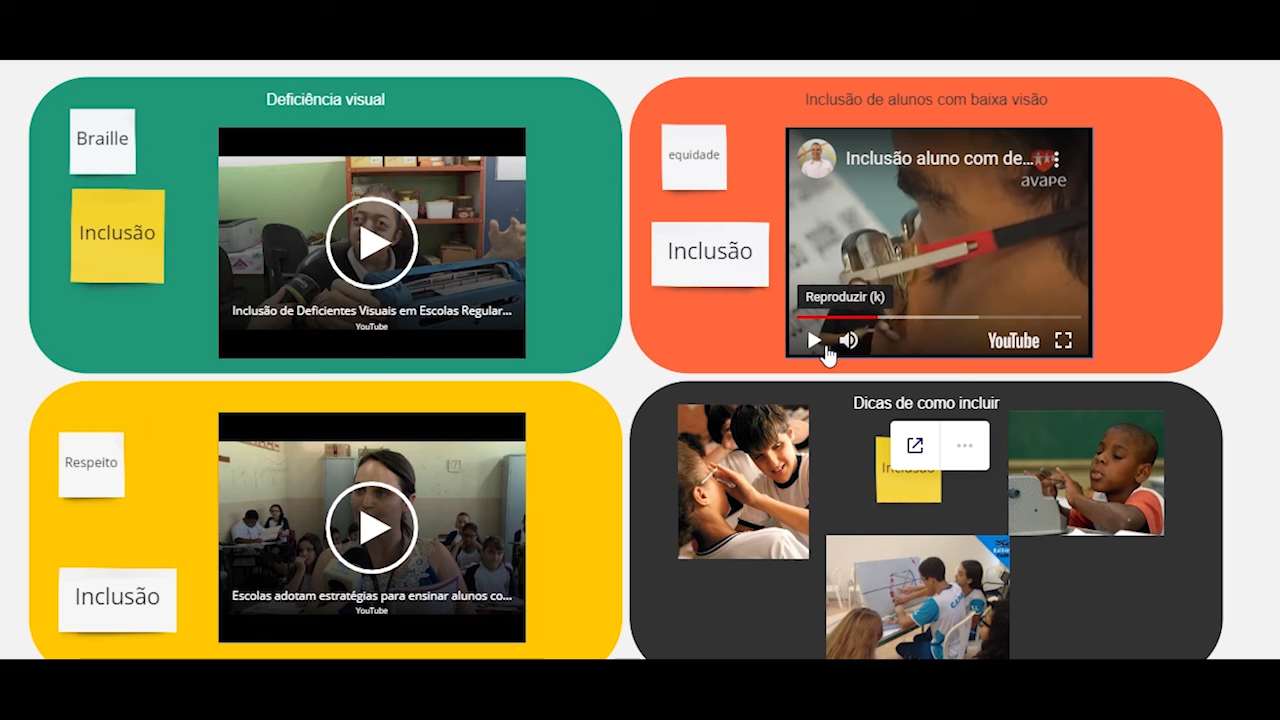 Deficiência visual
Braille
Inclusão
Inclusão de Deficientes Visuais em Escolas Regular...
YouTube
Inclusão de alunos com baixa visão
equidade
Inclusão
Inclusão aluno com de...
avape
Reproduzir (k)
YouTube
Respeito
Inclusão
Escolas adotam estratégias para ensinar alunos co...
YouTube
Dicas de como incluir
Inclusão